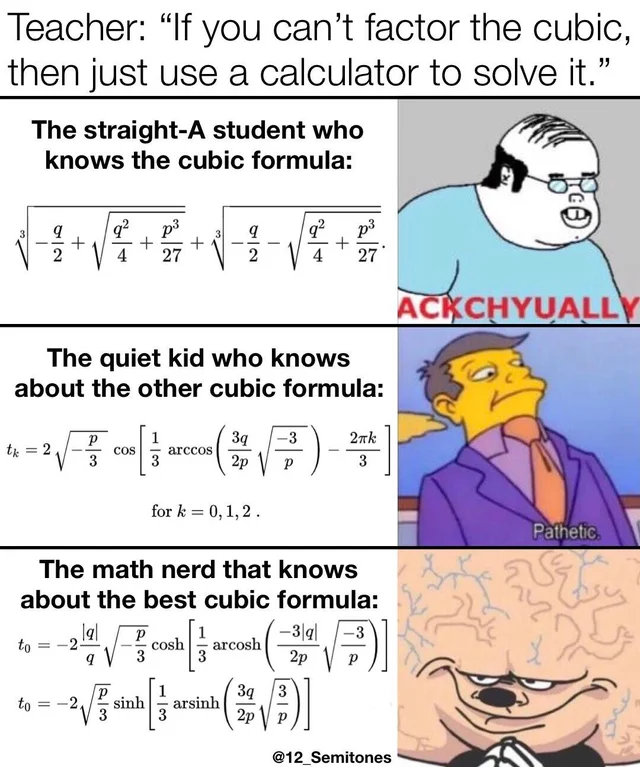 Teacher: “If you can’t factor the cubic,
then just use a calculator to solve it.”
The straight-A student who
knows the cubic formula:
∛(-q/2 + √(q²/4 + p³/27)) + ∛(-q/2 - √(q²/4 + p³/27)).
ACKCHYUALLY
The quiet kid who knows
about the other cubic formula:
tₖ = 2√(-p/3) cos[1/3 arccos(3q/2p √(-3/p)) - 2πk/3]
for k = 0, 1, 2 .
Pathetic.
The math nerd that knows
about the best cubic formula:
t₀ = -2 |q|/q √(-p/3) cosh[1/3 arcosh(-3|q|/2p √(-3/p))]
t₀ = -2√(p/3) sinh[1/3 arsinh(3q/2p √(3/p))]
@12_Semitones